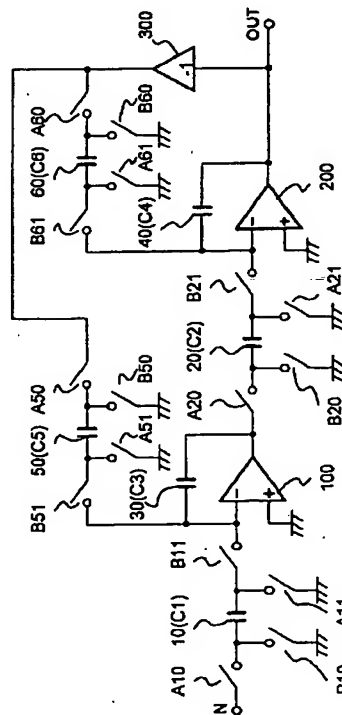 300
OUT
A60
B60
60(C6)
A61
B61
40(C4)
200
B21
A21
20(C2)
A20
B20
A50
B50
50(C5)
A51
B51
30(C3)
100
B11
10(C1)
A11
A10
B10
N
-1
-
+
-
+